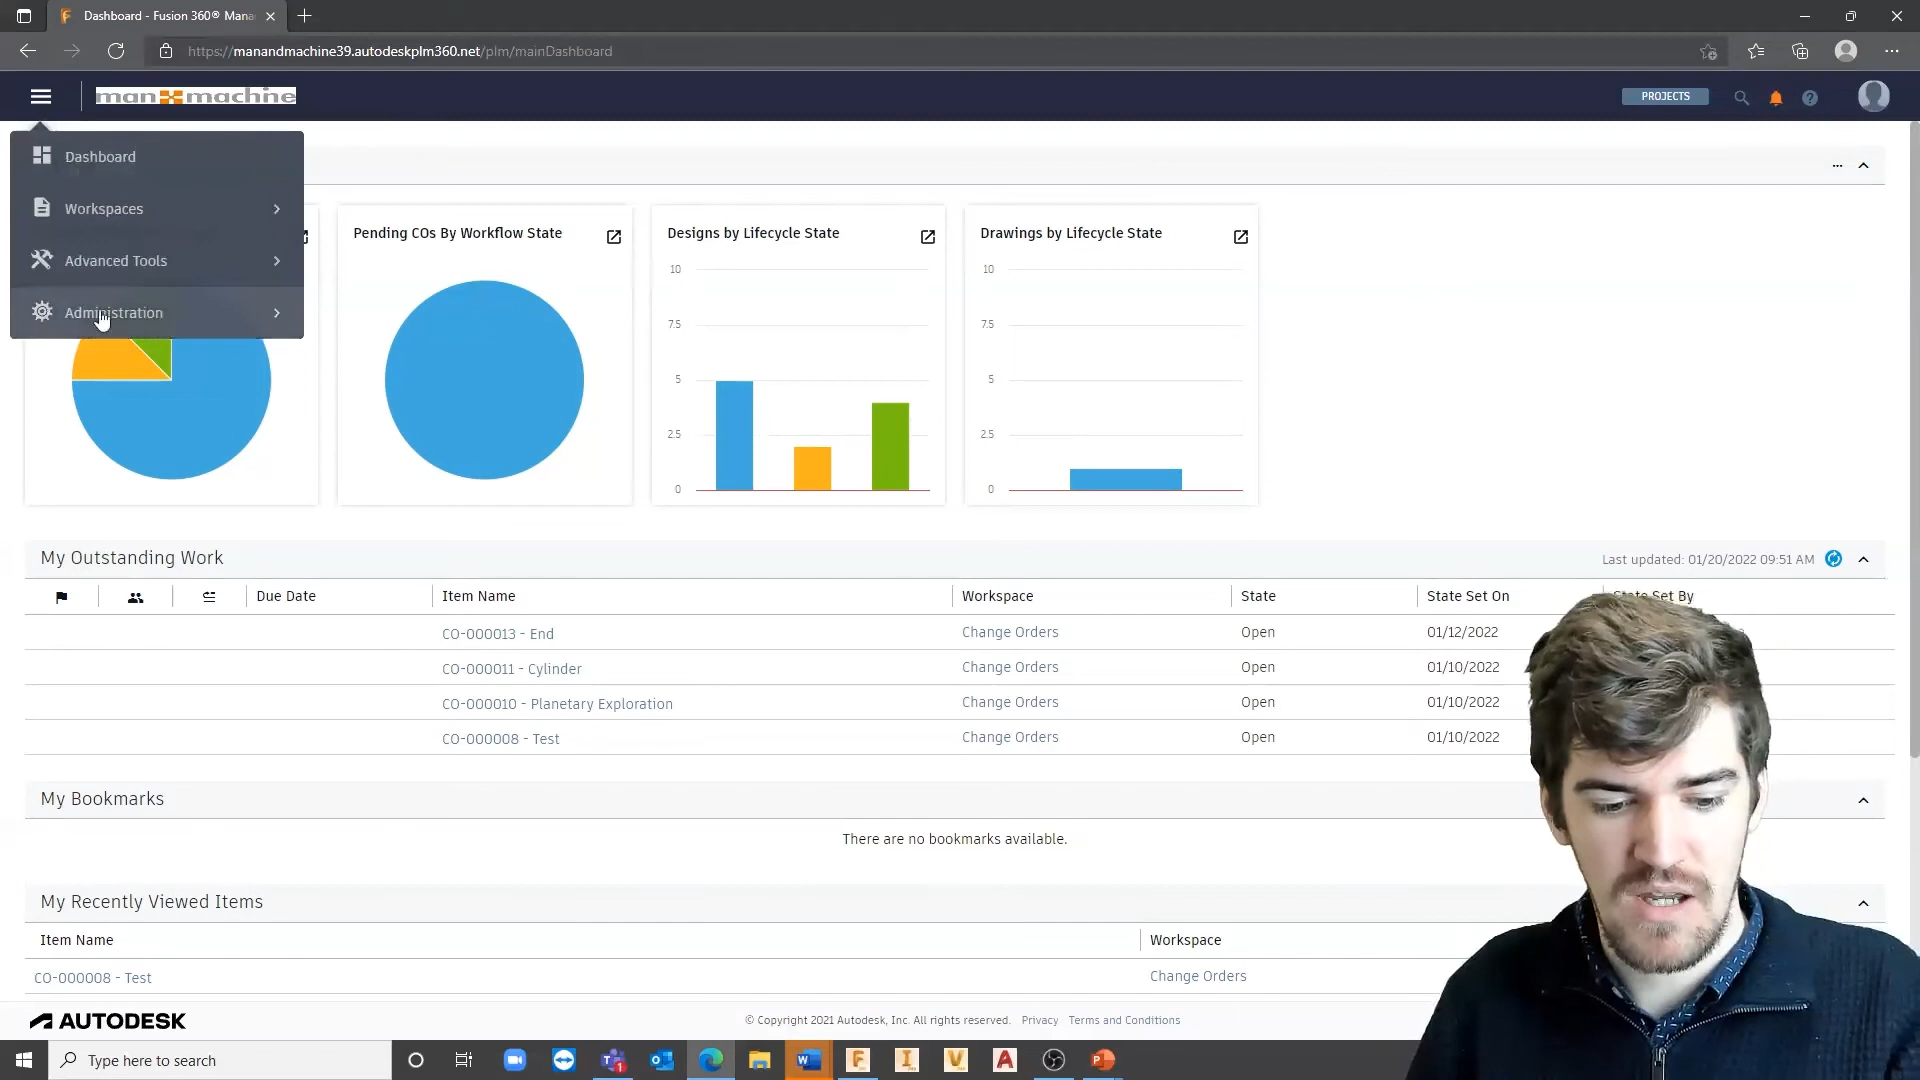 Dashboard - Fusion 360® Mana
https://manandmachine39.autodeskplm360.net/plm/mainDashboard
man machine
PROJECTS
Dashboard
Workspaces
Advanced Tools
Administration
Pending COs By Workflow State
Designs by Lifecycle State
10
7.5
5
2.5
0
Drawings by Lifecycle State
10
7.5
5
2.5
0
My Outstanding Work
Last updated: 01/20/2022 09:51 AM
Due Date Item Name Workspace State State Set On State Set By
CO-000013 - End Change Orders Open 01/12/2022
CO-000011 - Cylinder Change Orders Open 01/10/2022
CO-000010 - Planetary Exploration Change Orders Open 01/10/2022
CO-000008 - Test Change Orders Open 01/10/2022
My Bookmarks
There are no bookmarks available.
My Recently Viewed Items
Item Name Workspace
CO-000008 - Test Change Orders
AUTODESK
© Copyright 2021 Autodesk, Inc. All rights reserved. Privacy Terms and Conditions
Type here to search